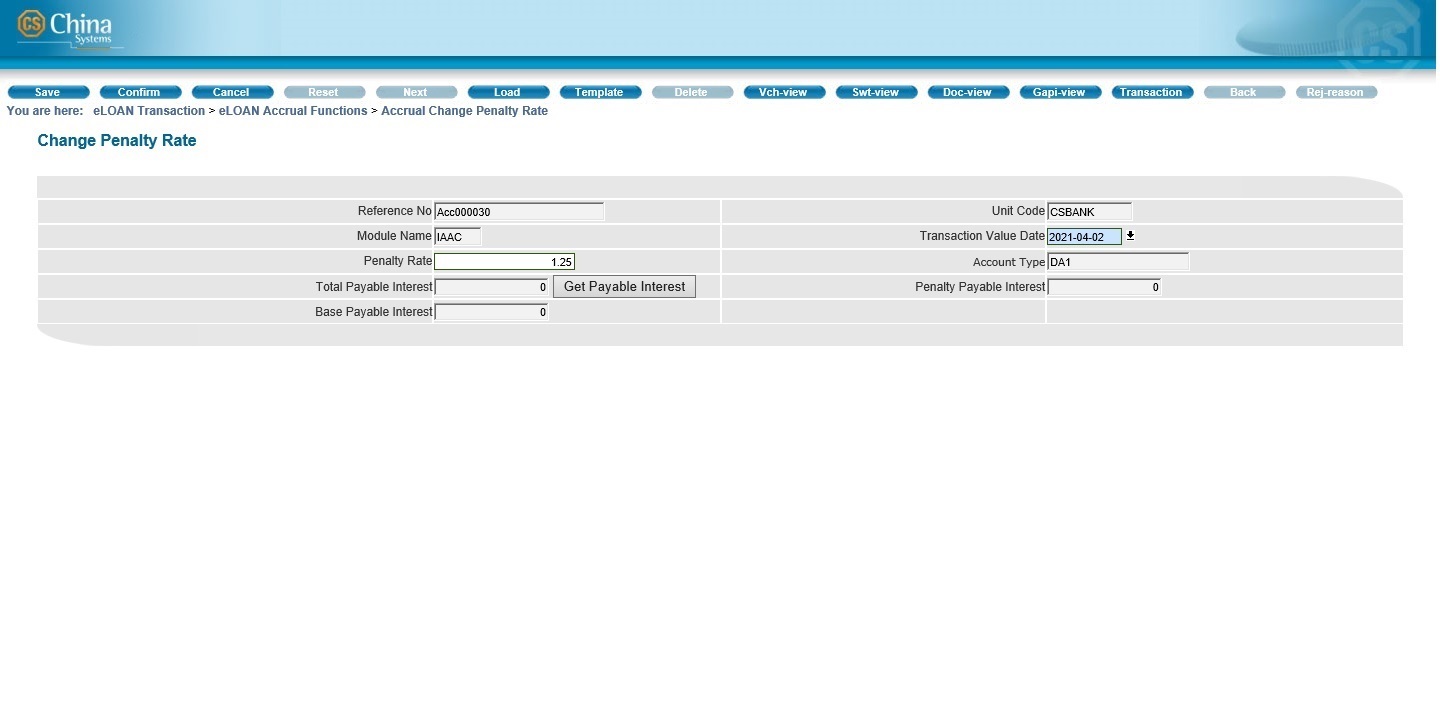 CS China
Systems
CS
Save Confirm Cancel Reset Next Load Template Delete Vch-view Swt-view Doc-view Gapi-view Transaction Back Rej-reason
You are here: eLOAN Transaction > eLOAN Accrual Functions > Accrual Change Penalty Rate
Change Penalty Rate
Reference No Acc000030 Unit Code CSBANK
Module Name IAAC Transaction Value Date 2021-04-02
Penalty Rate 1.25 Account Type DA1
Total Payable Interest 0 Get Payable Interest Penalty Payable Interest 0
Base Payable Interest 0